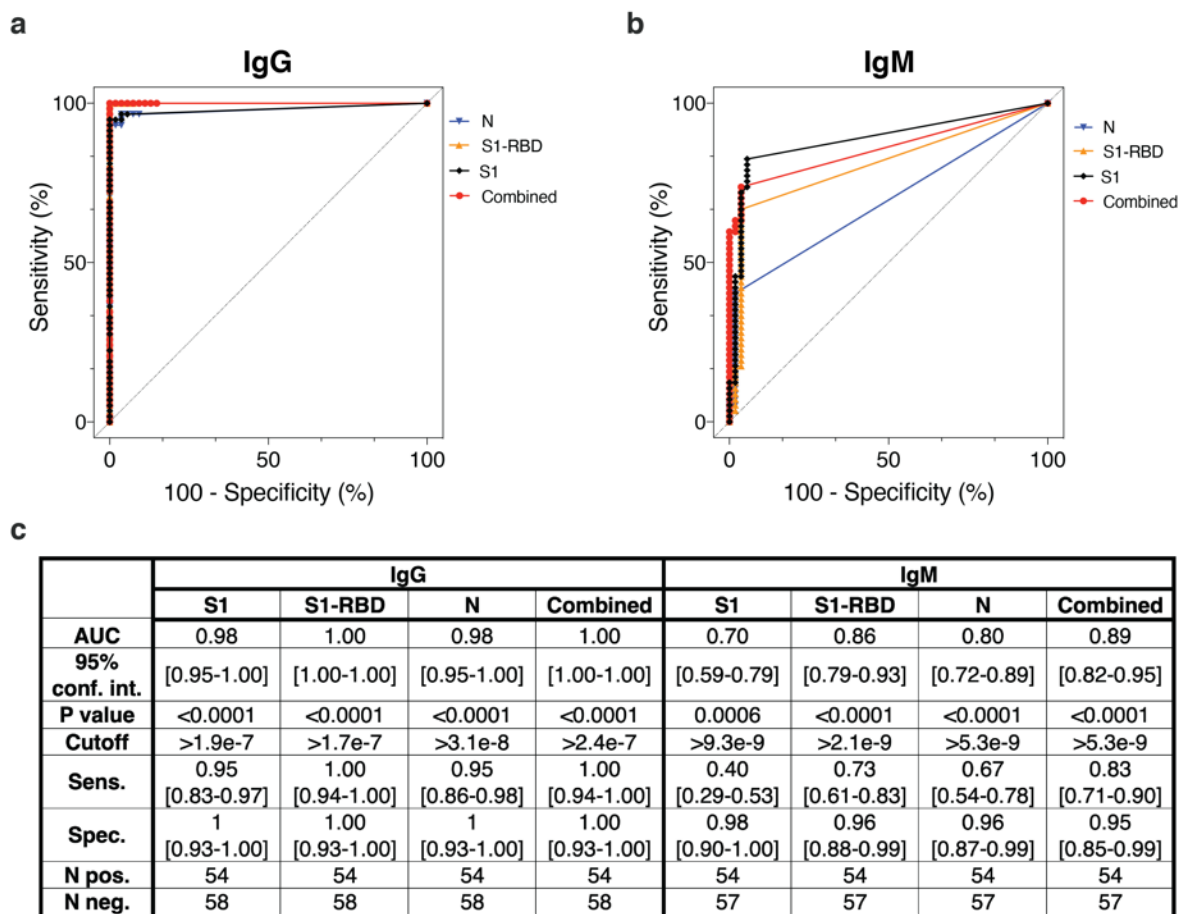 a
IgG
100
50
0
Sensitivity (%)
0 50 100
100 - Specificity (%)
N
S1-RBD
S1
Combined
b
IgM
100
50
0
Sensitivity (%)
0 50 100
100 - Specificity (%)
N
S1-RBD
S1
Combined
c
IgG IgM
S1 S1-RBD N Combined S1 S1-RBD N Combined
AUC 0.98 1.00 0.98 1.00 0.70 0.86 0.80 0.89
95%
conf. int. [0.95-1.00] [1.00-1.00] [0.95-1.00] [1.00-1.00] [0.59-0.79] [0.79-0.93] [0.72-0.89] [0.82-0.95]
P value <0.0001 <0.0001 <0.0001 <0.0001 0.0006 <0.0001 <0.0001 <0.0001
Cutoff >1.9e-7 >1.7e-7 >3.1e-8 >2.4e-7 >9.3e-9 >2.1e-9 >5.3e-9 >5.3e-9
Sens. 0.95 1.00 0.95 1.00 0.40 0.73 0.67 0.83
[0.83-0.97] [0.94-1.00] [0.86-0.98] [0.94-1.00] [0.29-0.53] [0.61-0.83] [0.54-0.78] [0.71-0.90]
Spec. 1 1.00 1 1.00 0.98 0.96 0.96 0.95
[0.93-1.00] [0.93-1.00] [0.93-1.00] [0.93-1.00] [0.90-1.00] [0.88-0.99] [0.87-0.99] [0.85-0.99]
N pos. 54 54 54 54 54 54 54 54
N neg. 58 58 58 58 57 57 57 57